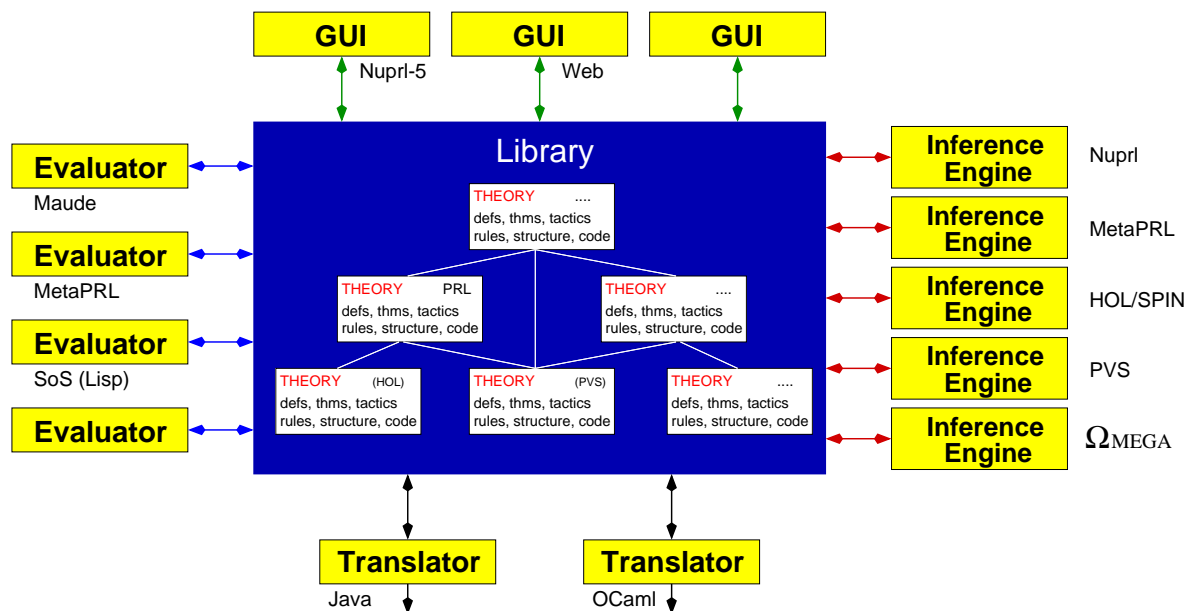 GUI
GUI
GUI
Nuprl-5
Web
Library
Evaluator
Maude
Evaluator
MetaPRL
Evaluator
SoS (Lisp)
Evaluator
THEORY ....
defs, thms, tactics
rules, structure, code
THEORY PRL
defs, thms, tactics
rules, structure, code
THEORY ....
defs, thms, tactics
rules, structure, code
THEORY (HOL)
defs, thms, tactics
rules, structure, code
THEORY (PVS)
defs, thms, tactics
rules, structure, code
THEORY ....
defs, thms, tactics
rules, structure, code
Inference
Engine
Nuprl
Inference
Engine
MetaPRL
Inference
Engine
HOL/SPIN
Inference
Engine
PVS
Inference
Engine
ΩMEGA
Translator
Java
Translator
OCaml